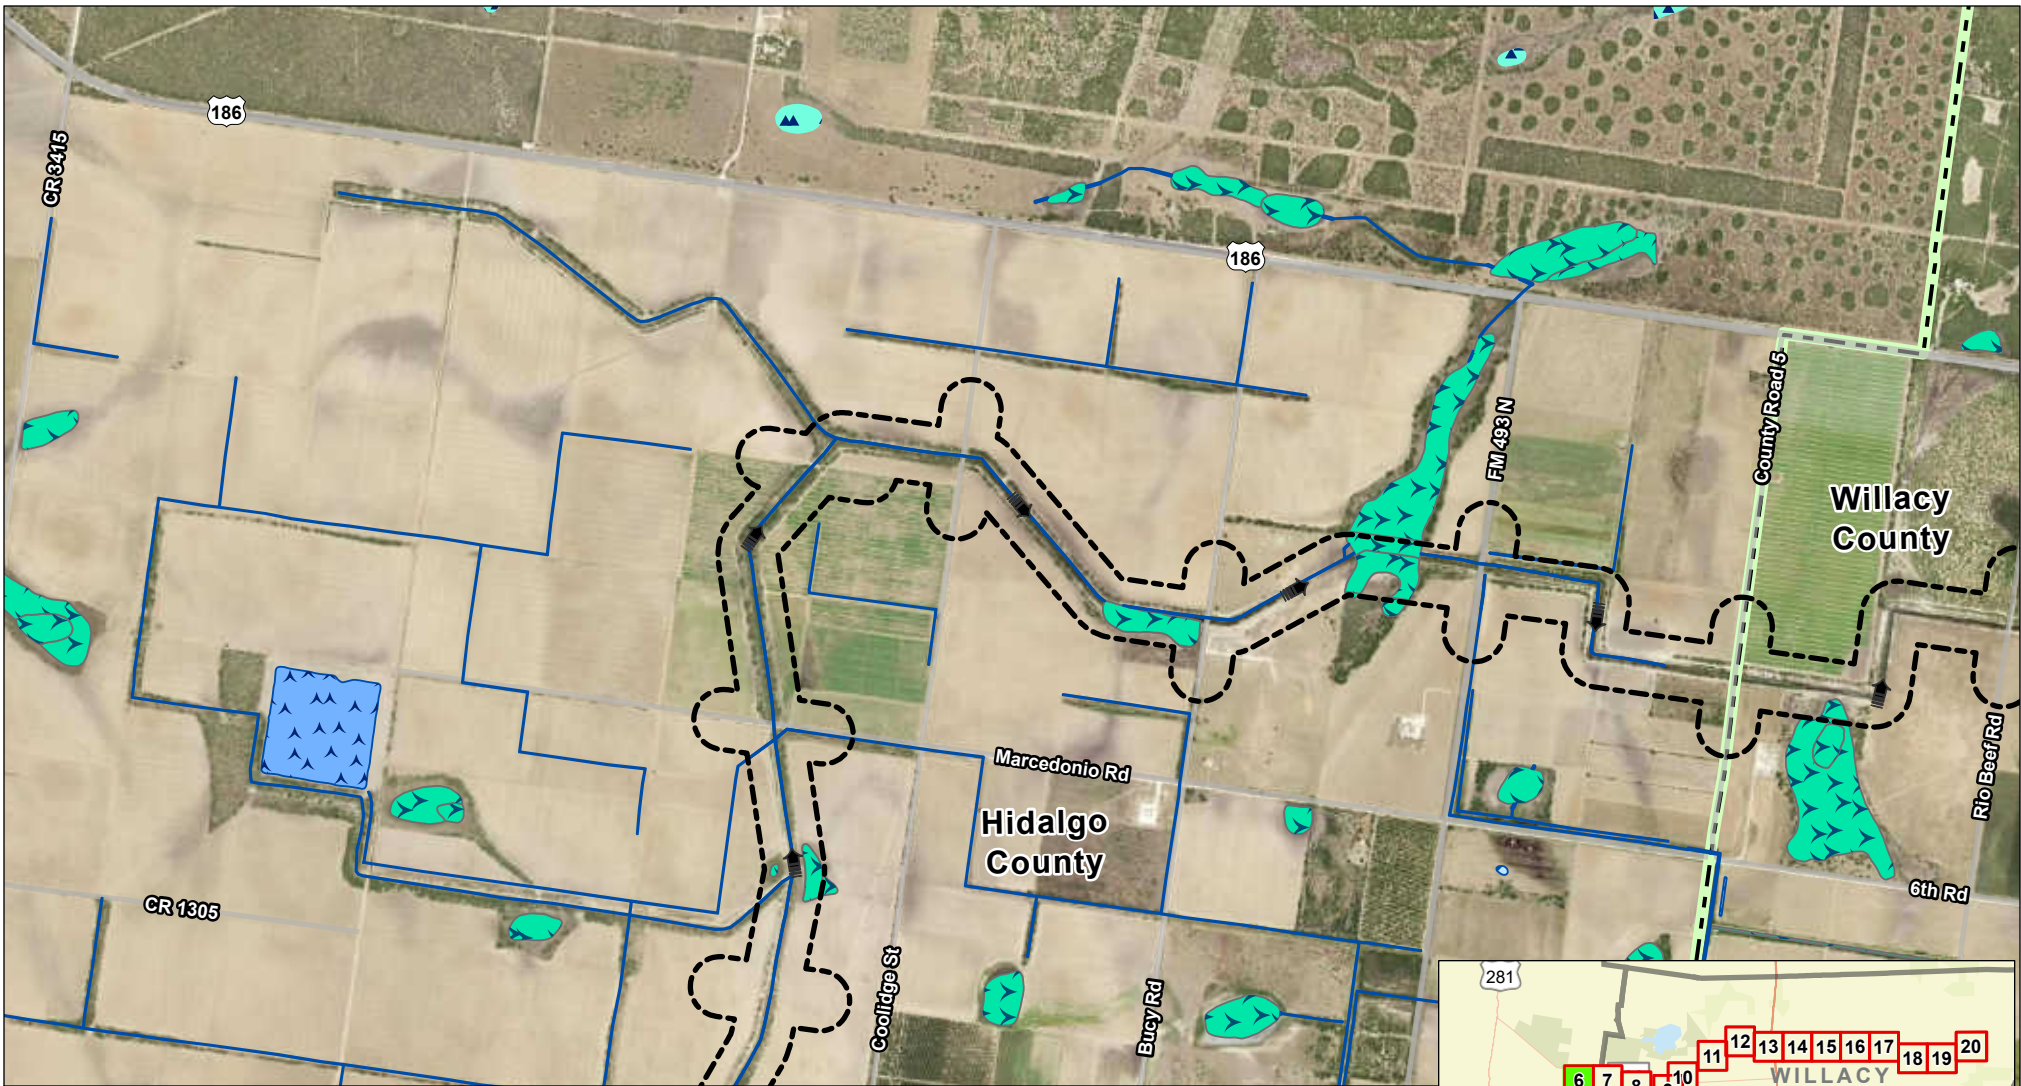 186
CR 3415
186
County Road 5
FM 493 N
Willacy
County
Rio Beef Rd
Marcedonio Rd
Hidalgo
County
6th Rd
CR 1305
Coolidge St
Bucy Rd
281
12 13 14 15 16 17 18 19 20
11
6 7 8 10
WILLACY